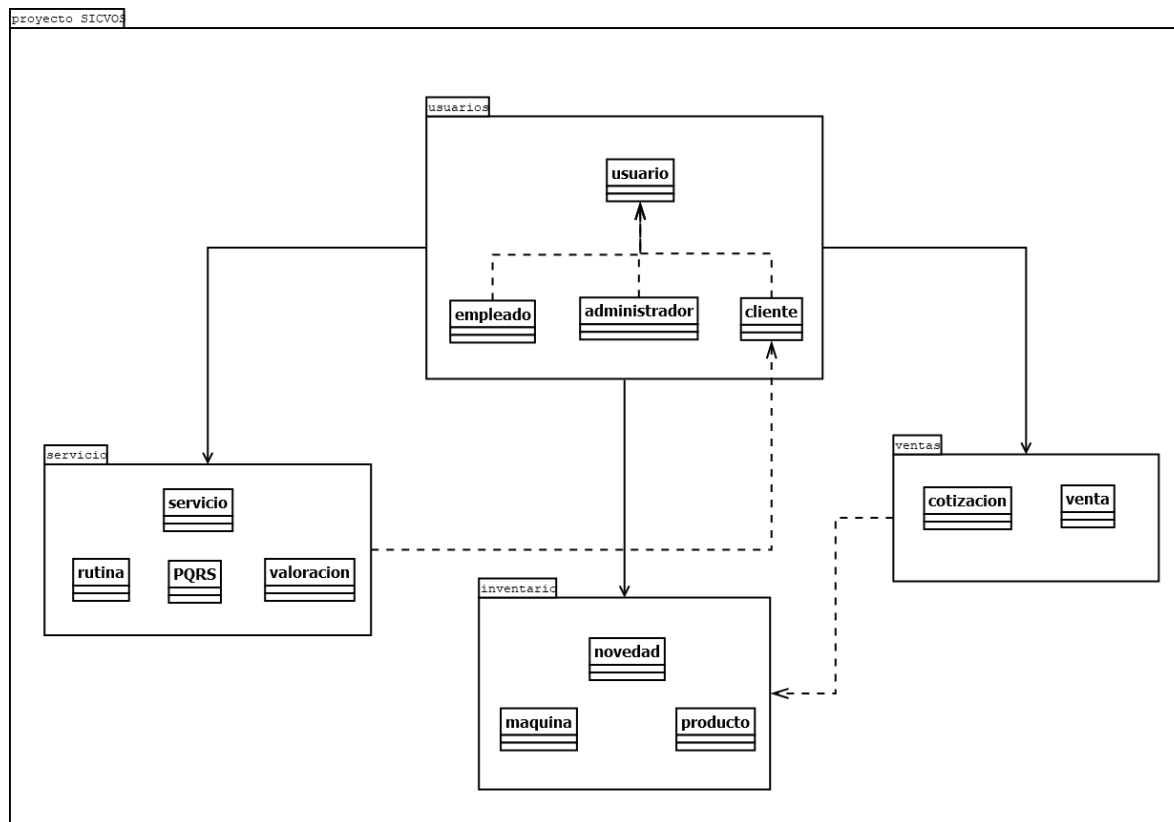 proyecto SICVOS
usuarios
usuario
empleado
administrador
cliente
servicio
servicio
rutina
PQRS
valoracion
ventas
cotizacion
venta
inventario
novedad
maquina
producto